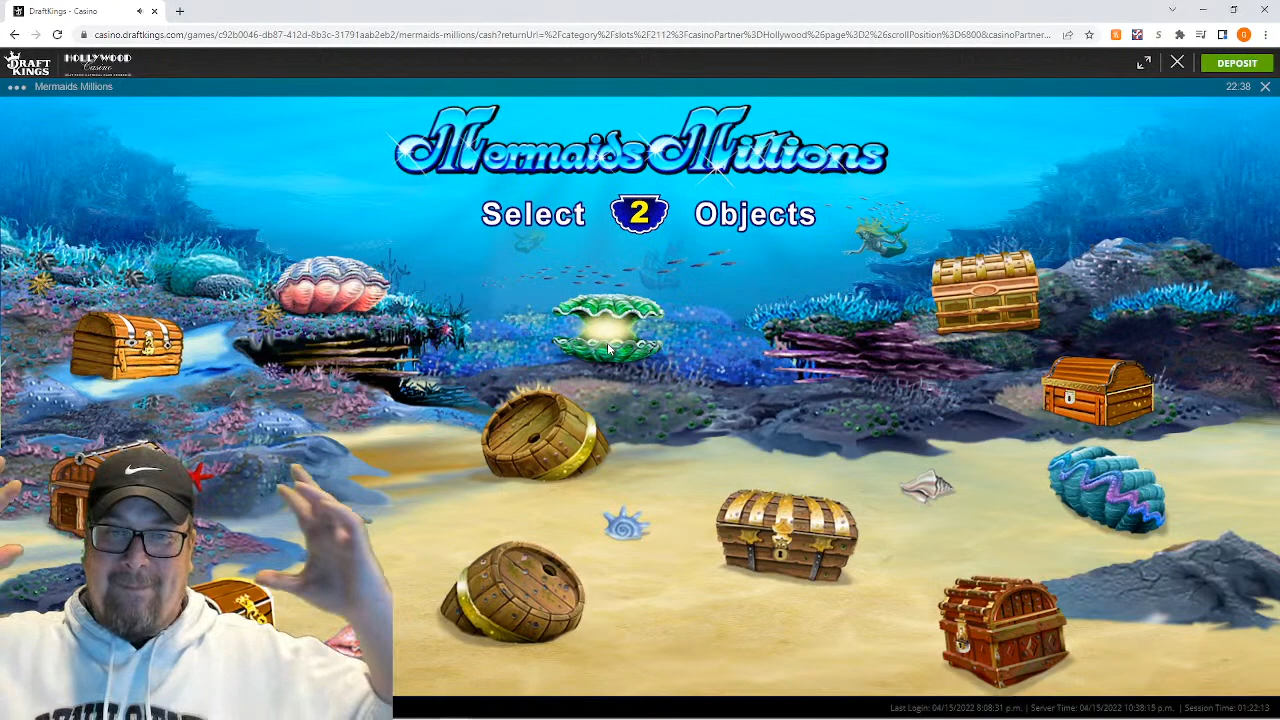 DraftKings - Casino
casino.draftkings.com/games/c92b0046-db87-412d-8b3c-31791aab2eb2/mermaids-millions/cash?returnUrl=%2Fcategory%2Fslots%2F2112%3FcasinoPartner%3DHollywood%26page%3D2%26scrollPosition%3D6800&casinoPartner...
DRAFT KINGS
HOLLYWOOD Casino
DEPOSIT
Mermaids Millions
22:38
Mermaids Millions
Select 2 Objects
Last Login: 04/15/2022 8:08:31 p.m. | Server Time: 04/15/2022 10:38:15 p.m. | Session Time: 01:22:13